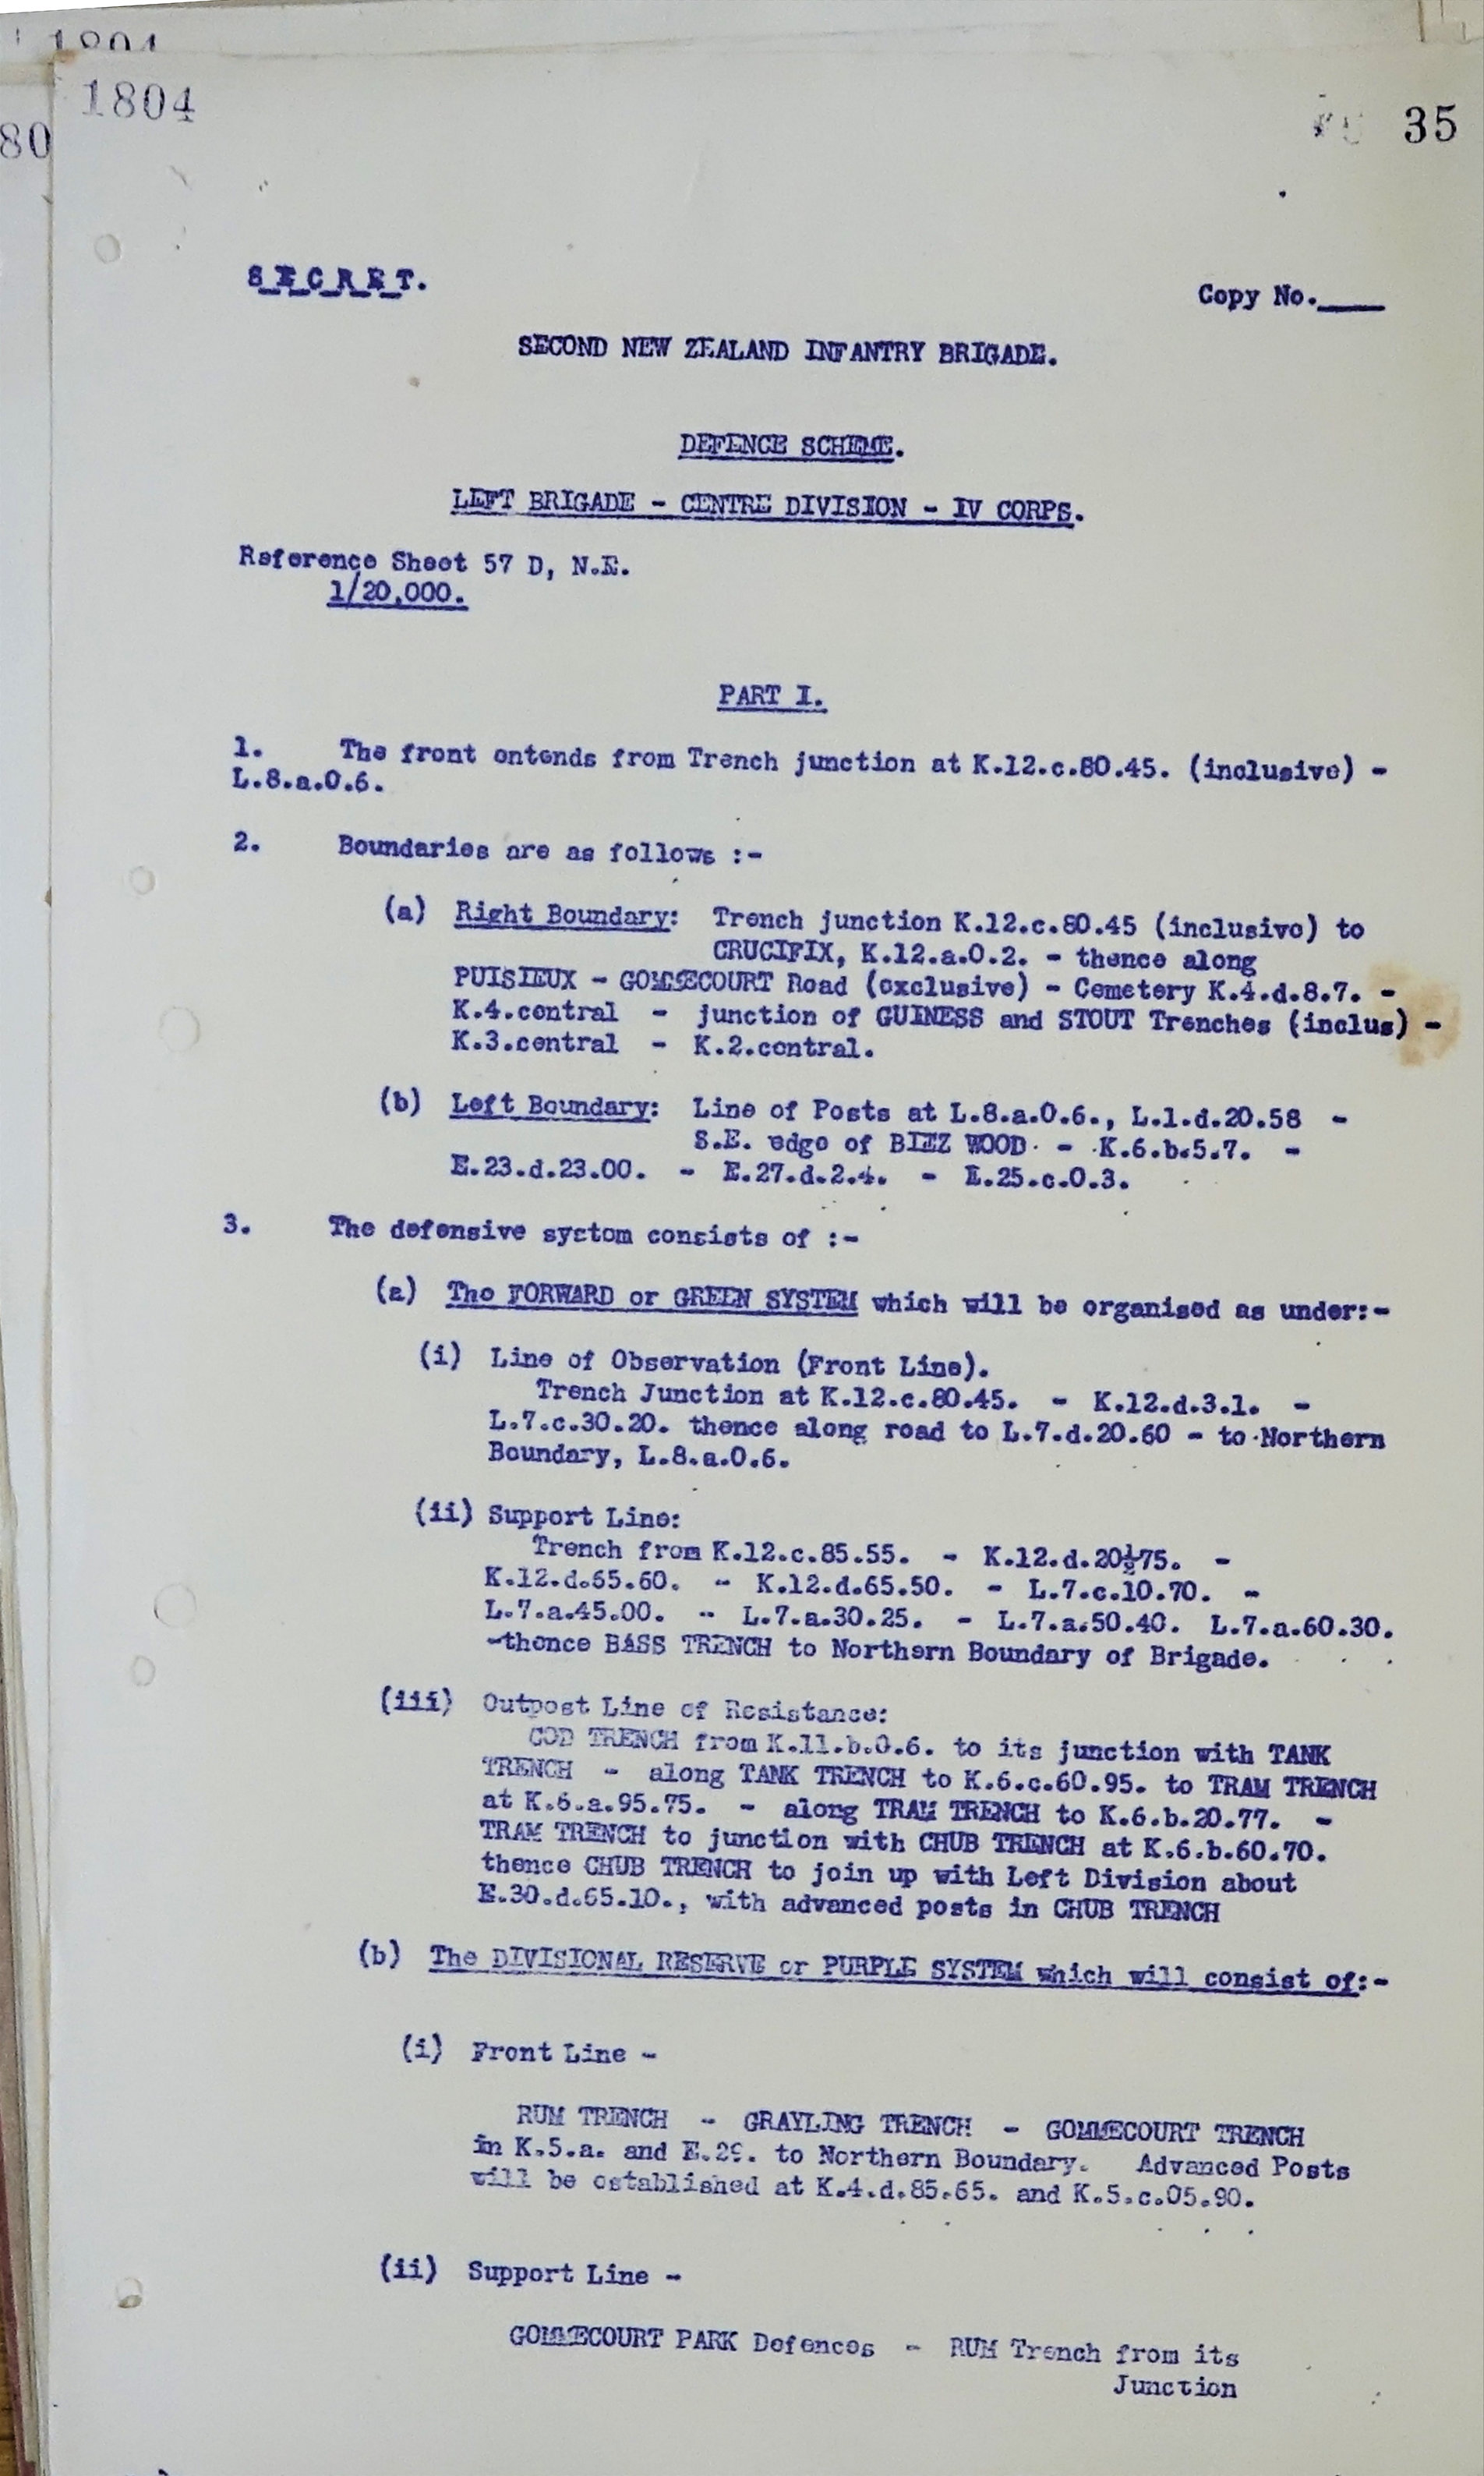 1804
1804
80
35
S_E_C_R_E_T.
Copy No.____
SECOND NEW ZEALAND INFANTRY BRIGADE.
DEFENCE SCHEME.
LEFT BRIGADE - CENTRE DIVISION - IV CORPS.
Reference Sheet 57 D, N.E.
1/20,000.
PART I.
1. The front entends from Trench junction at K.12.c.80.45. (inclusive) -
L.8.a.0.6.
2. Boundaries are as follows :-
(a) Right Boundary: Trench junction K.12.c.80.45 (inclusive) to
CRUCIFIX, K.12.a.0.2. - thence along
PUISIEUX - GOMMECOURT Road (exclusive) - Cemetery K.4.d.8.7. -
K.4.central - junction of GUINESS and STOUT Trenches (inclus) -
K.3.central - K.2.central.
(b) Left Boundary: Line of Posts at L.8.a.0.6., L.1.d.20.58 -
S.E. edge of BIEZ WOOD - K.6.b.5.7. -
E.23.d.23.00. - E.27.d.2.4. - E.25.c.0.3.
3. The defensive system consists of :-
(a) The FORWARD or GREEN SYSTEM which will be organised as under:-
(i) Line of Observation (Front Line).
Trench Junction at K.12.c.80.45. - K.12.d.3.1. -
L.7.c.30.20. thence along road to L.7.d.20.60 - to Northern
Boundary, L.8.a.0.6.
(ii) Support Line:
Trench from K.12.c.85.55. - K.12.d.20½75. -
K.12.d.65.60. - K.12.d.65.50. - L.7.c.10.70. -
L.7.a.45.00. - L.7.a.30.25. - L.7.a.50.40. L.7.a.60.30.
-thence BASS TRENCH to Northern Boundary of Brigade.
(iii) Outpost Line of Resistance:
COD TRENCH from K.11.b.0.6. to its junction with TANK
TRENCH - along TANK TRENCH to K.6.c.60.95. to TRAM TRENCH
at K.6.a.95.75. - along TRAM TRENCH to K.6.b.20.77. -
TRAM TRENCH to junction with CHUB TRENCH at K.6.b.60.70.
thence CHUB TRENCH to join up with Left Division about
E.30.d.65.10., with advanced posts in CHUB TRENCH
(b) The DIVISIONAL RESERVE or PURPLE SYSTEM which will consist of:-
(i) Front Line -
RUM TRENCH - GRAYLING TRENCH - GOMMECOURT TRENCH
in K.5.a. and E.29. to Northern Boundary. Advanced Posts
will be established at K.4.d.85.65. and K.5.c.05.90.
(ii) Support Line -
GOMMECOURT PARK Defences - RUM Trench from its
Junction